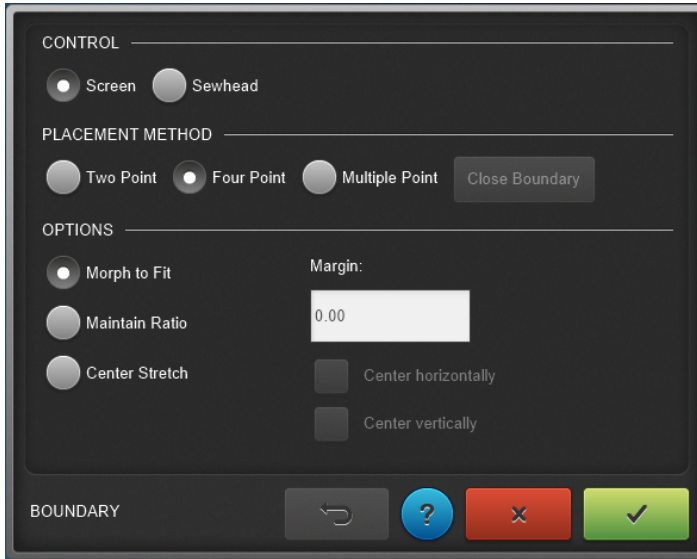 CONTROL
Screen Sewhead
PLACEMENT METHOD
Two Point Four Point Multiple Point Close Boundary
OPTIONS
Morph to Fit Margin:
0.00
Maintain Ratio
Center Stretch Center horizontally
Center vertically
BOUNDARY ?